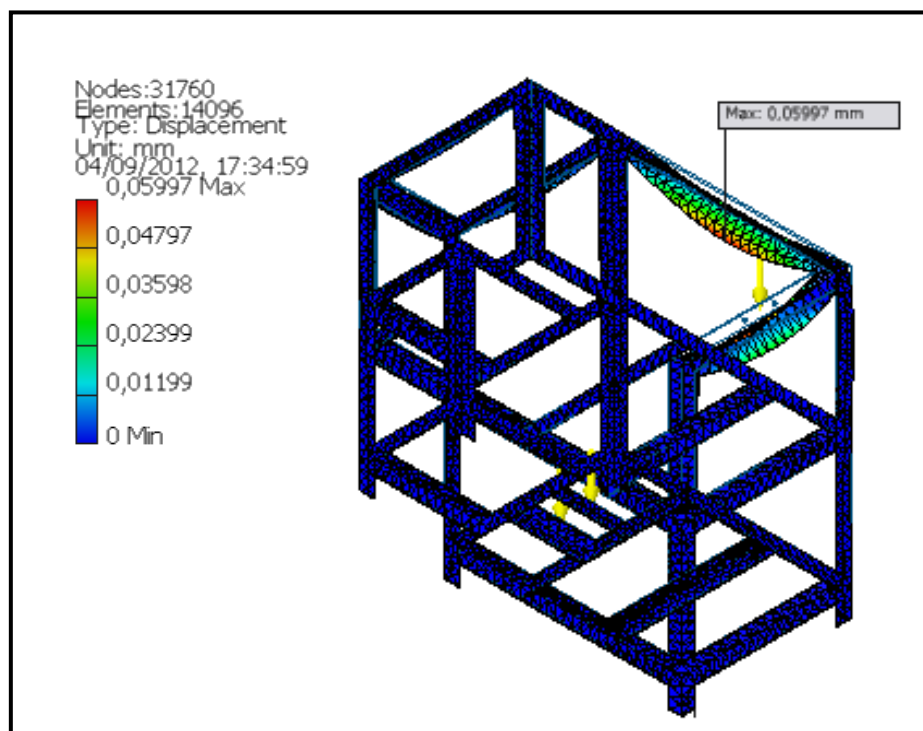 Nodes:31760
Elements:14096
Type: Displacement
Unit: mm
04/09/2012, 17:34:59
0,05997 Max
0,04797
0,03598
0,02399
0,01199
0 Min
Max: 0,05997 mm